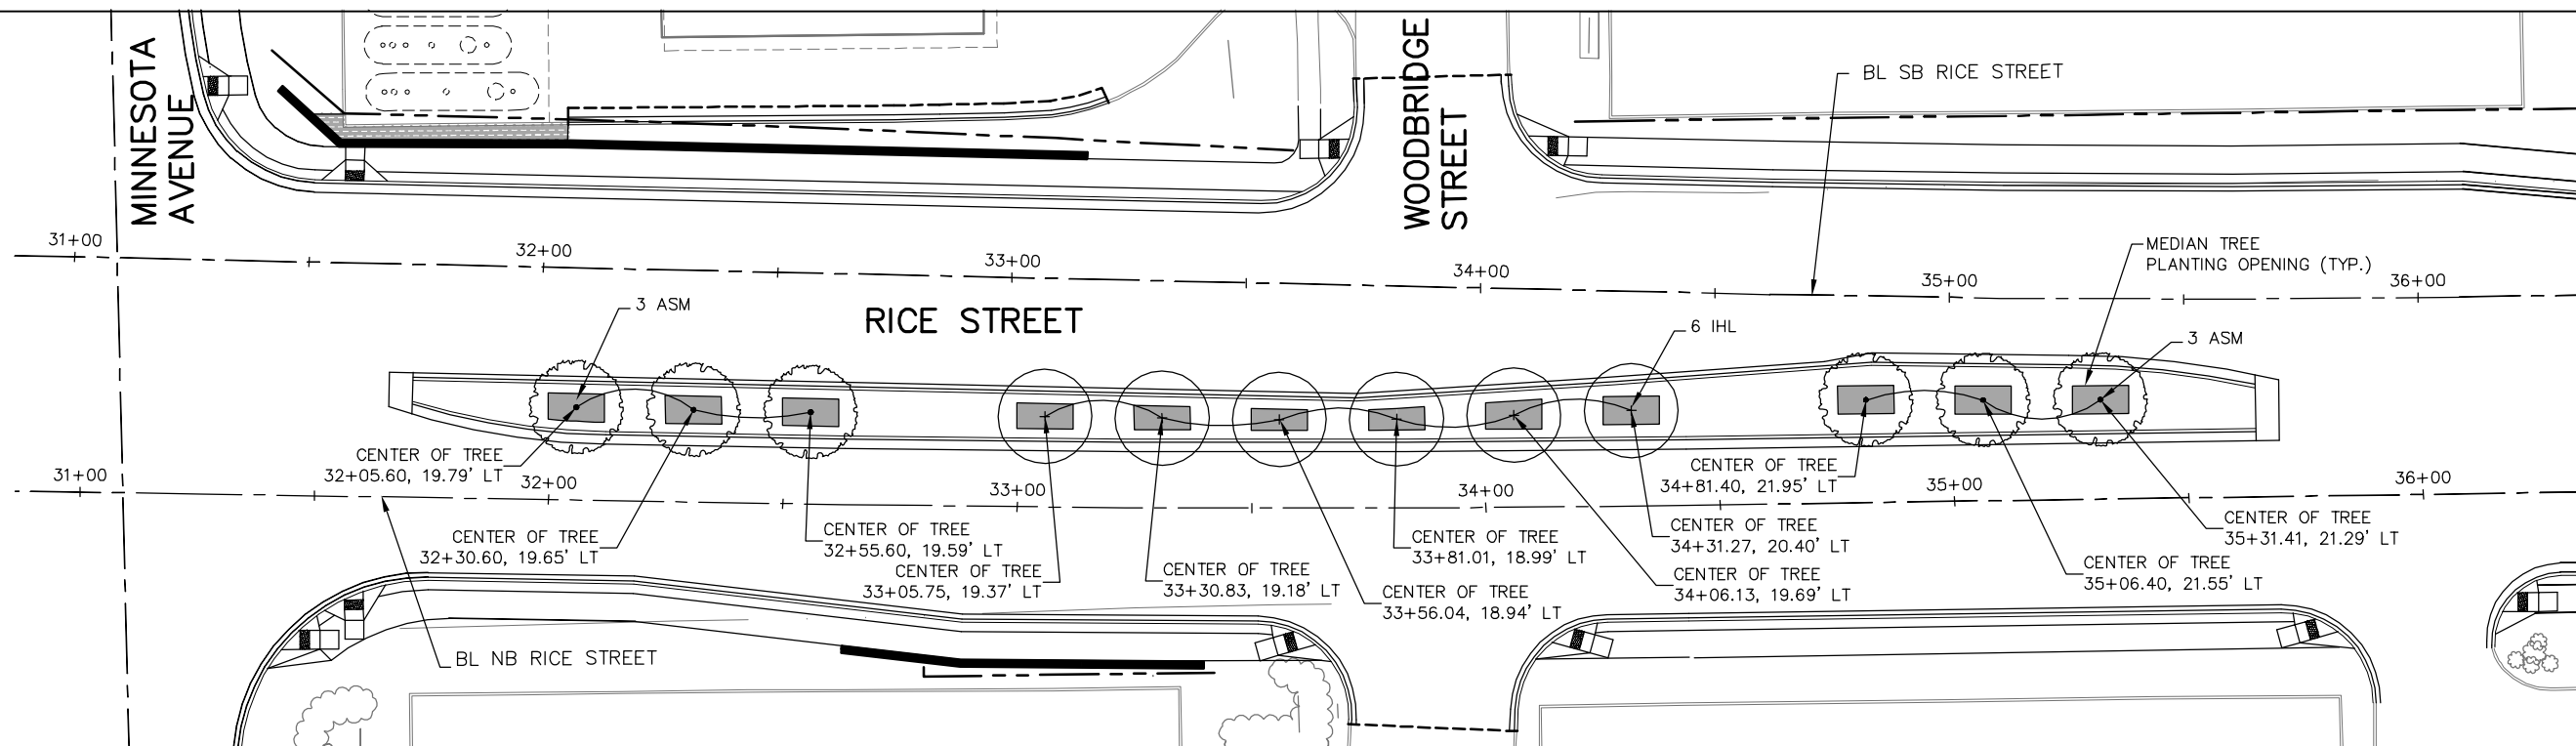 MINNESOTA
AVENUE
WOODBRIDGE
STREET
BL SB RICE STREET
31+00
32+00
33+00
34+00
35+00
36+00
MEDIAN TREE
PLANTING OPENING (TYP.)
3 ASM
RICE STREET
6 IHL
3 ASM
CENTER OF TREE
32+05.60, 19.79' LT
CENTER OF TREE
34+81.40, 21.95' LT
31+00
32+00
33+00
34+00
35+00
36+00
CENTER OF TREE
32+30.60, 19.65' LT
CENTER OF TREE
32+55.60, 19.59' LT
CENTER OF TREE
33+05.75, 19.37' LT
CENTER OF TREE
33+30.83, 19.18' LT
CENTER OF TREE
33+56.04, 18.94' LT
CENTER OF TREE
33+81.01, 18.99' LT
CENTER OF TREE
34+06.13, 19.69' LT
CENTER OF TREE
34+31.27, 20.40' LT
CENTER OF TREE
35+06.40, 21.55' LT
CENTER OF TREE
35+31.41, 21.29' LT
BL NB RICE STREET